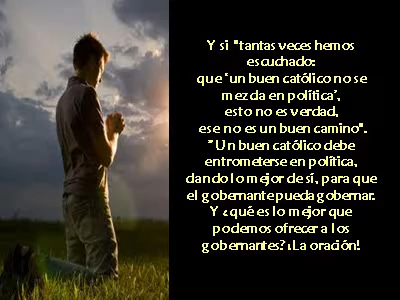 Y si "tantas veces hemos
escuchado:
que 'un buen católico no se
mezcla en política',
esto no es verdad,
ese no es un buen camino".
"Un buen católico debe
entrometerse en política,
dando lo mejor de sí, para que
el gobernante pueda gobernar.
Y ¿qué es lo mejor que
podemos ofrecer a los
gobernantes? ¡La oración!